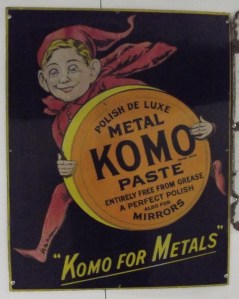 POLISH DE LUXE
METAL
KOMO
PASTE
ENTIRELY FREE FROM GREASE
A PERFECT POLISH
ALSO FOR
MIRRORS
"KOMO FOR METALS"